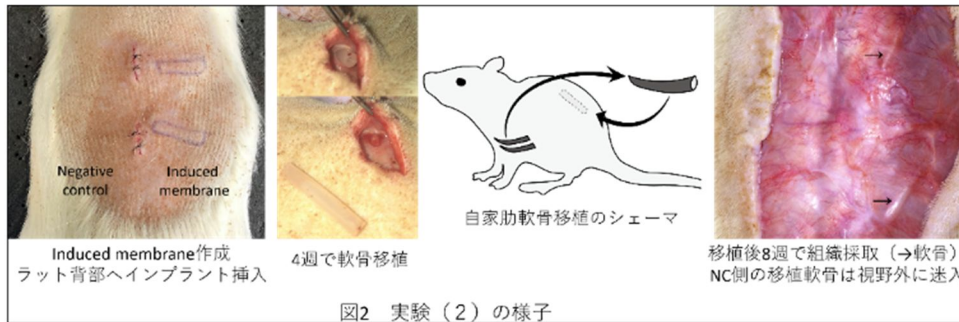 Negative
control
Induced
membrane
Induced membrane作成
ラット背部へインプラント挿入
4週で軟骨移植
自家肋軟骨移植のシェーマ
→
→
移植後8週で組織採取（→軟骨）
NC側の移植軟骨は視野外に迷入
図2　実験（2）の様子